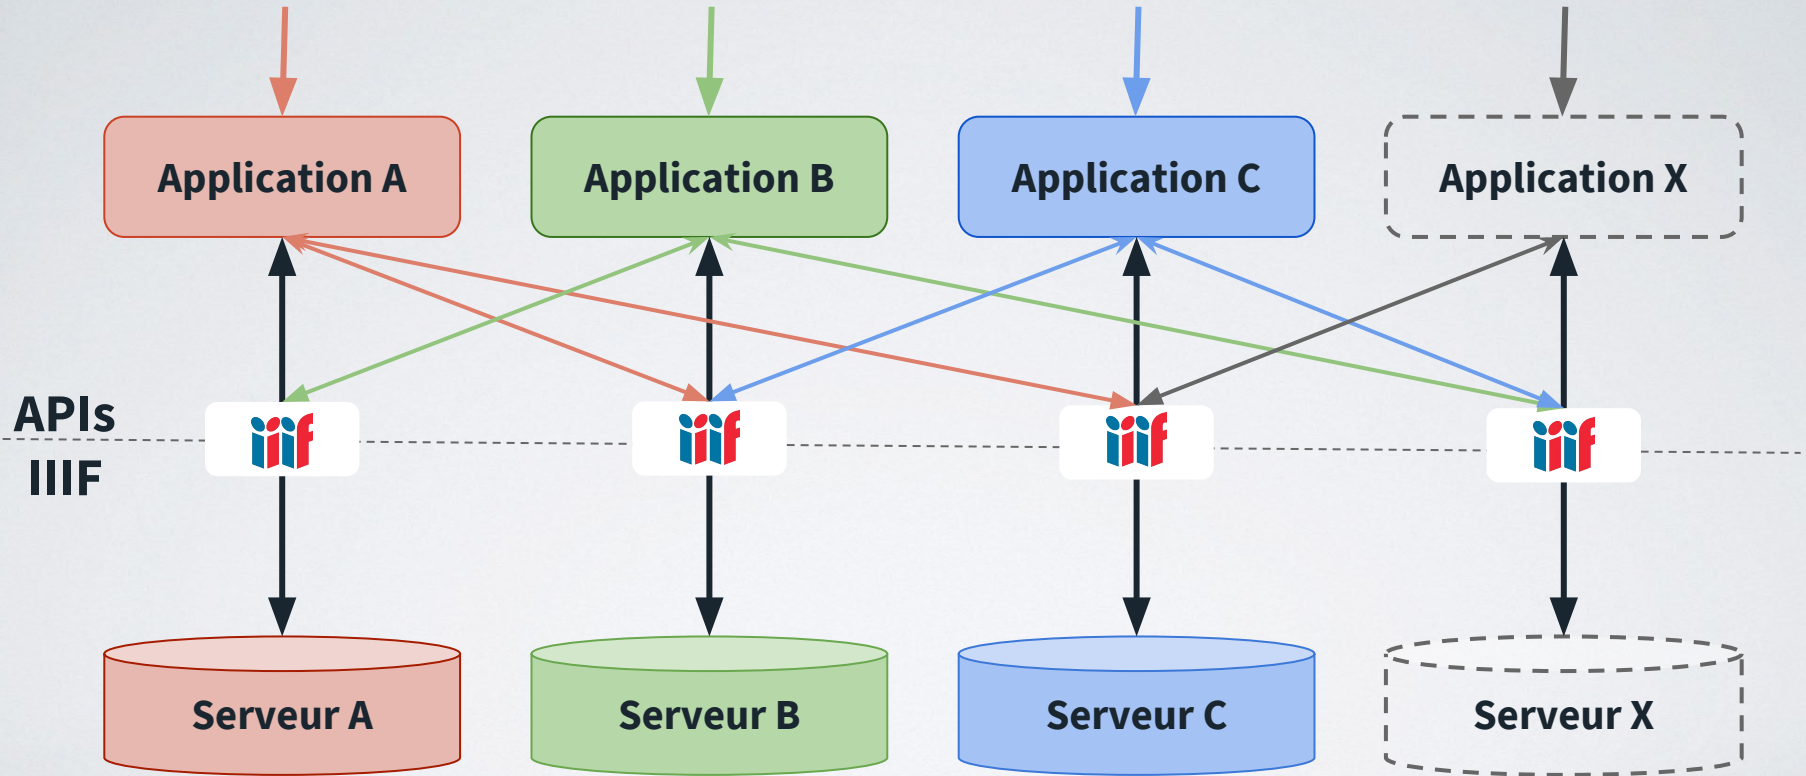 Application A
Application B
Application C
Application X
APIs
IIIF
iiif
iiif
iiif
iiif
Serveur A
Serveur B
Serveur C
Serveur X